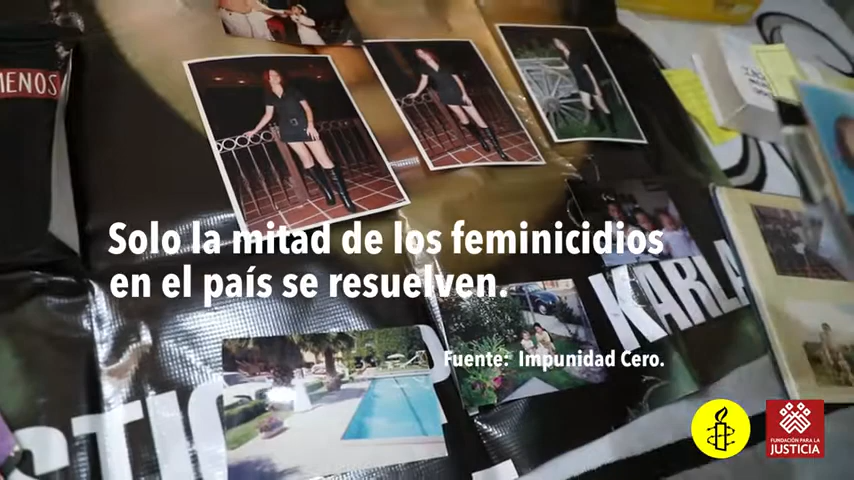 MENOS
Solo la mitad de los feminicidios
en el país se resuelven.
KARLA
Fuente: Impunidad Cero.
STIC
FUNDACIÓN PARA LA
JUSTICIA